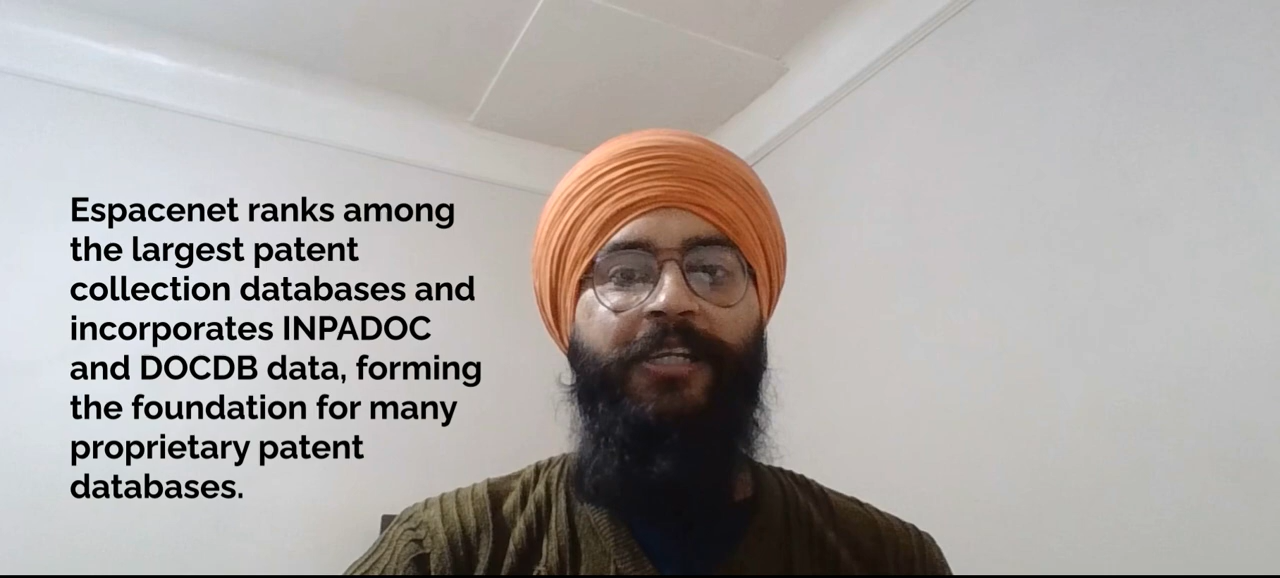 Espacenet ranks among
the largest patent
collection databases and
incorporates INPADOC
and DOCDB data, forming
the foundation for many
proprietary patent
databases.